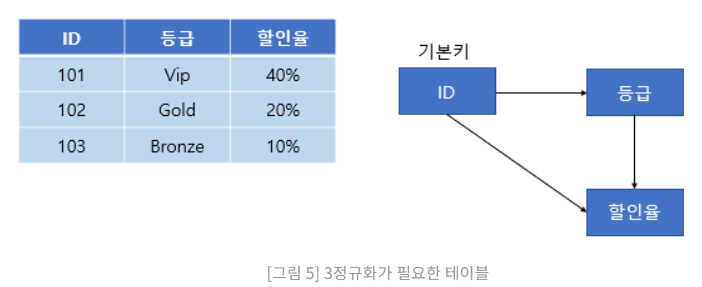 ID 등급 할인율
101 Vip 40%
102 Gold 20%
103 Bronze 10%
기본키
ID
등급
할인율
[그림 5] 3정규화가 필요한 테이블